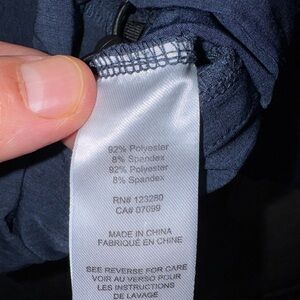 92% Polyester
8% Spandex
92% Polyester
8% Spandex
RN# 123280
CA# 07099
MADE IN CHINA
FABRIQUÉ EN CHINE
SEE REVERSE FOR CARE
VOIR AU VERSO POUR
LES INSTRUCTIONS
DE LAVAGE